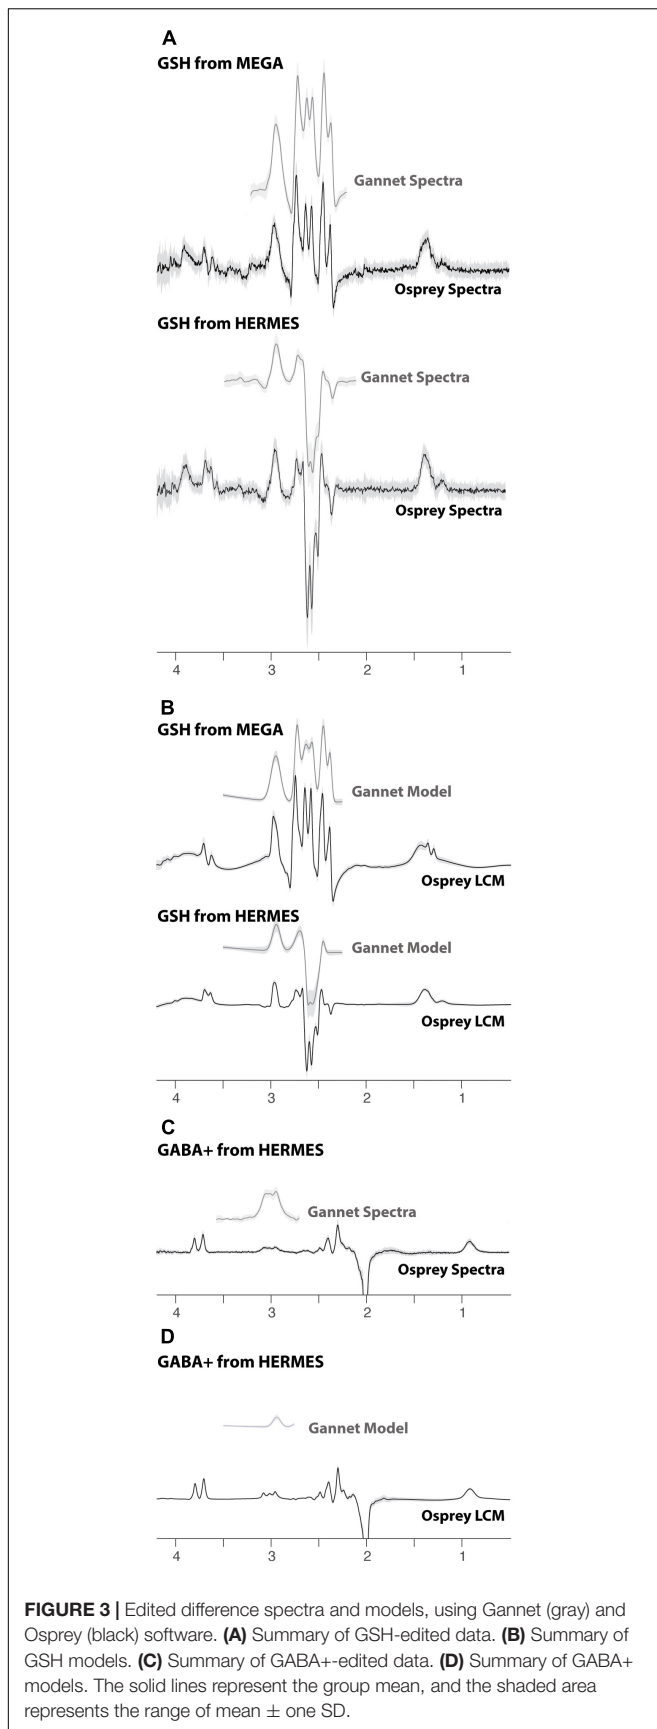 A
GSH from MEGA
Gannet Spectra
Osprey Spectra
GSH from HERMES
Gannet Spectra
Osprey Spectra
4 3 2 1
B
GSH from MEGA
Gannet Model
Osprey LCM
GSH from HERMES
Gannet Model
Osprey LCM
4 3 2 1
C
GABA+ from HERMES
Gannet Spectra
Osprey Spectra
4 3 2 1
D
GABA+ from HERMES
Gannet Model
Osprey LCM
4 3 2 1
FIGURE 3 | Edited difference spectra and models, using Gannet (gray) and
Osprey (black) software. (A) Summary of GSH-edited data. (B) Summary of
GSH models. (C) Summary of GABA+-edited data. (D) Summary of GABA+
models. The solid lines represent the group mean, and the shaded area
represents the range of mean ± one SD.